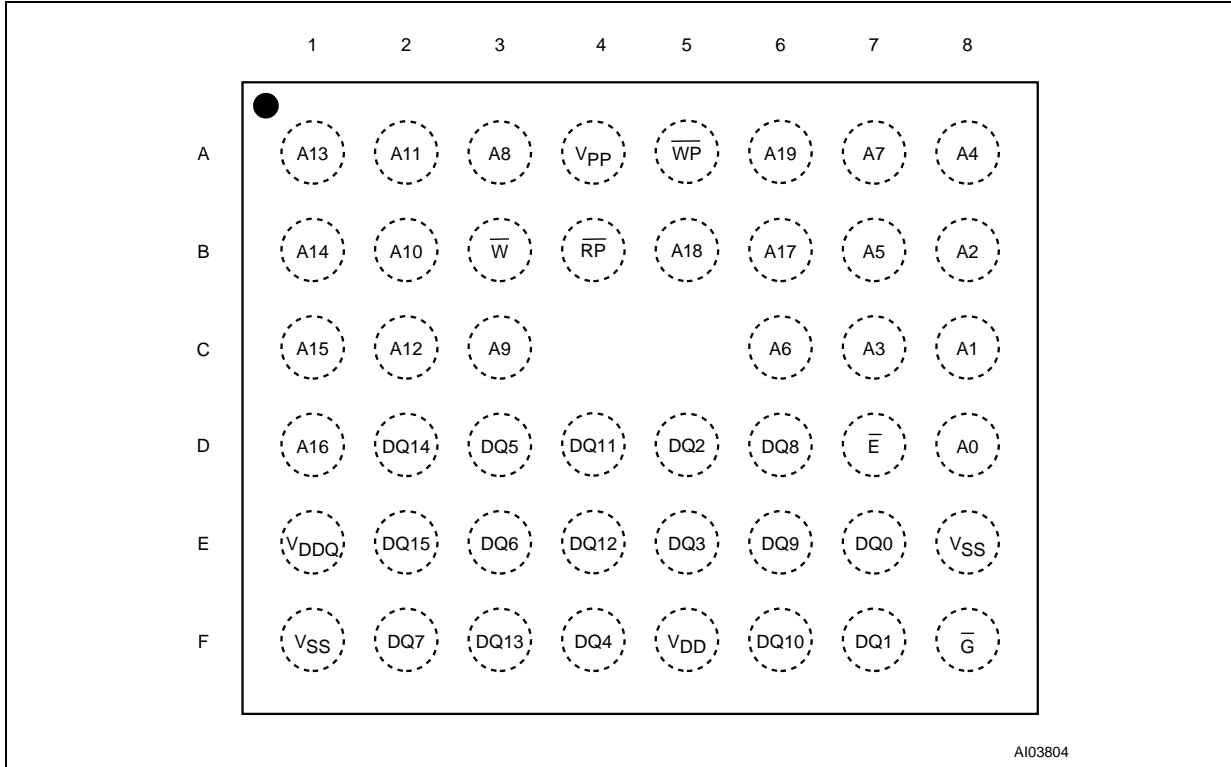 1 2 3 4 5 6 7 8
A A13 A11 A8 VPP W̅P̅ A19 A7 A4
B A14 A10 W̅ R̅P̅ A18 A17 A5 A2
C A15 A12 A9 A6 A3 A1
D A16 DQ14 DQ5 DQ11 DQ2 DQ8 E̅ A0
E VDDQ DQ15 DQ6 DQ12 DQ3 DQ9 DQ0 VSS
F VSS DQ7 DQ13 DQ4 VDD DQ10 DQ1 G̅
AI03804